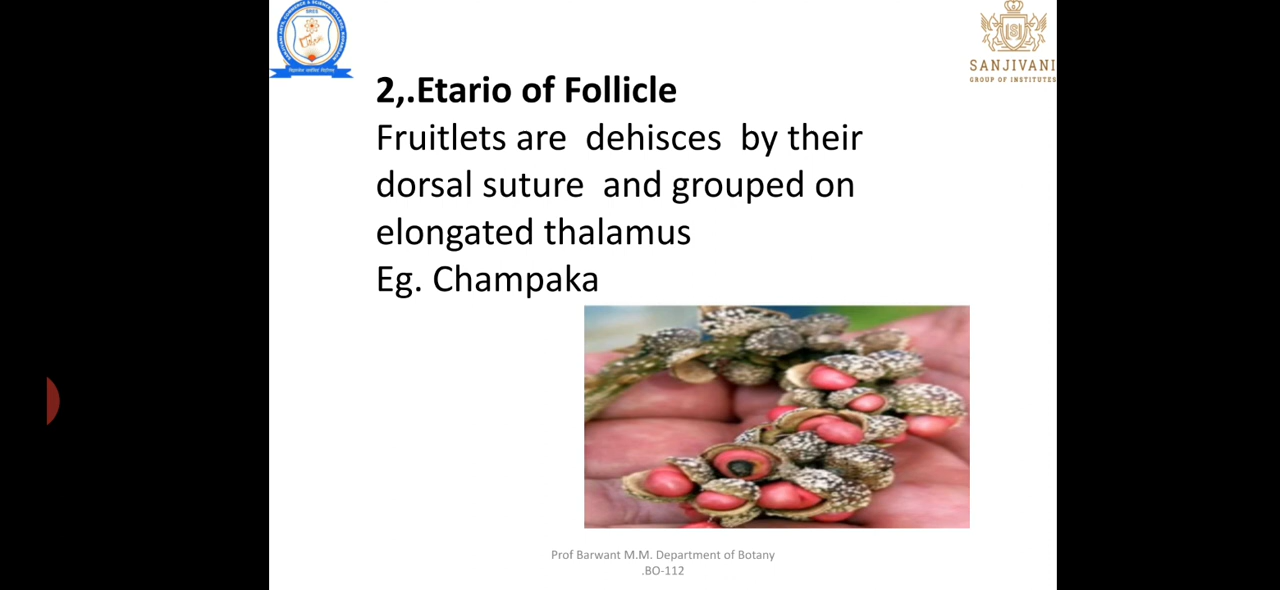 SRES
SANJIVANI
GROUP OF INSTITUTES
2,.Etario of Follicle
Fruitlets are dehisces by their
dorsal suture and grouped on
elongated thalamus
Eg. Champaka
Prof Barwant M.M. Department of Botany
.BO-112